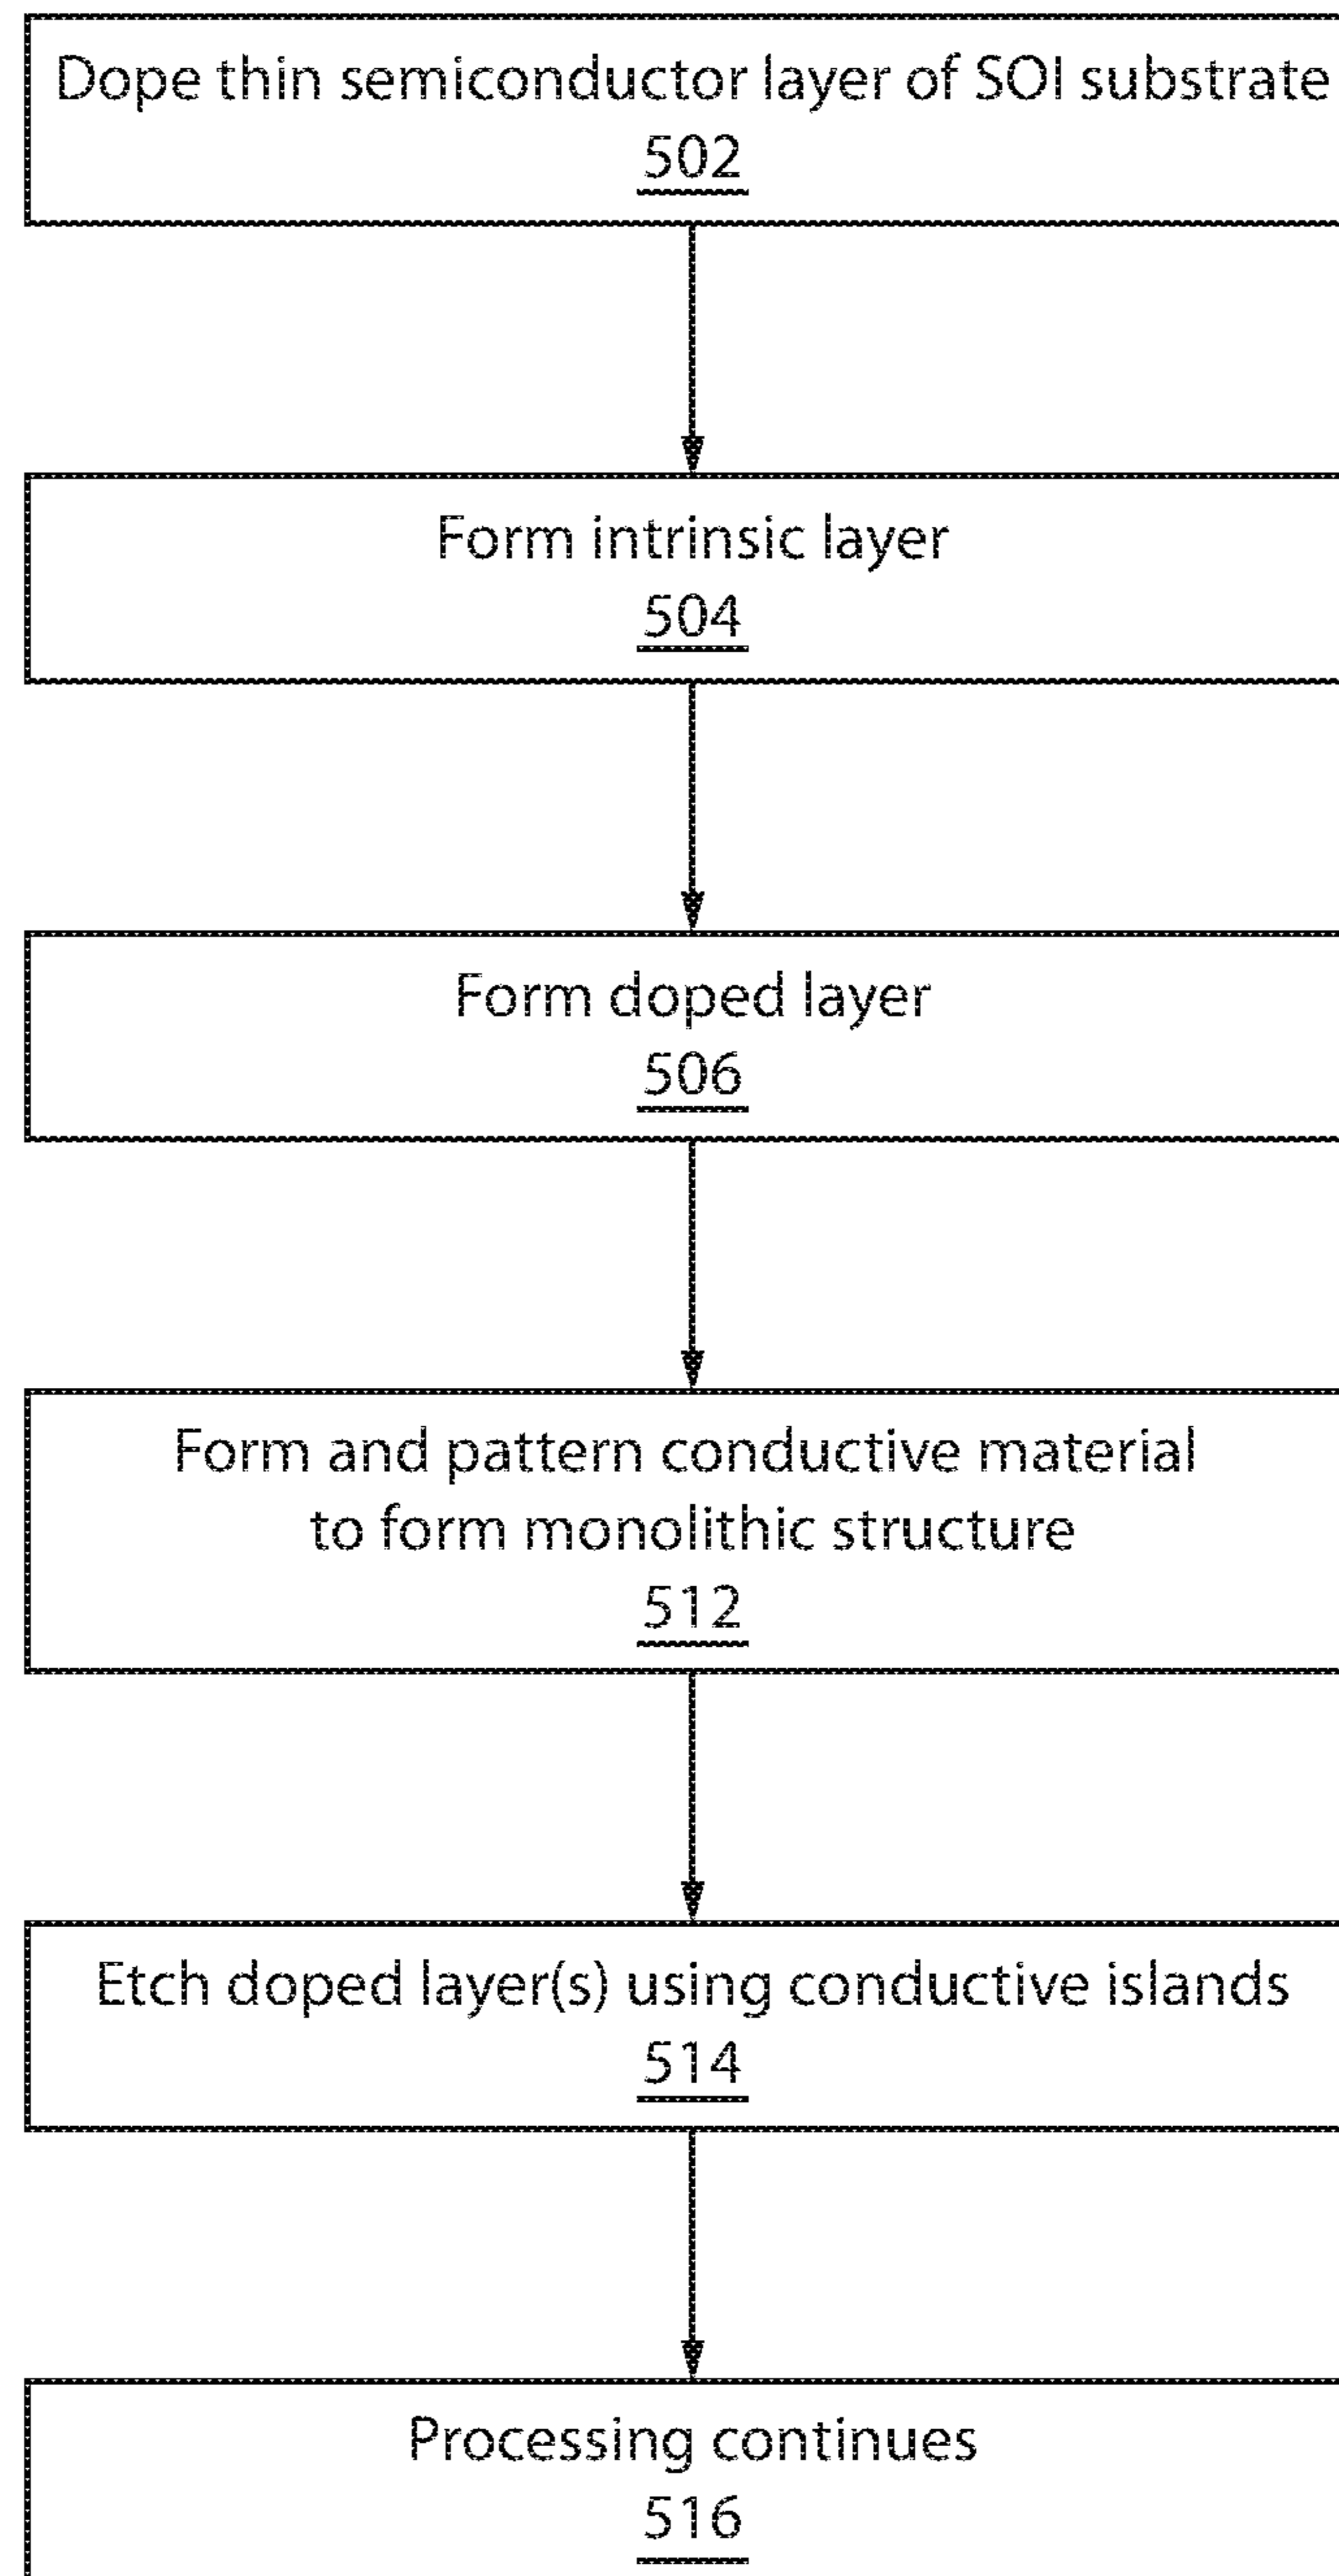 Dope thin semiconductor layer of SOI substrate
502
Form intrinsic layer
504
Form doped layer
506
Form and pattern conductive material
to form monolithic structure
512
Etch doped layer(s) using conductive islands
514
Processing continues
516